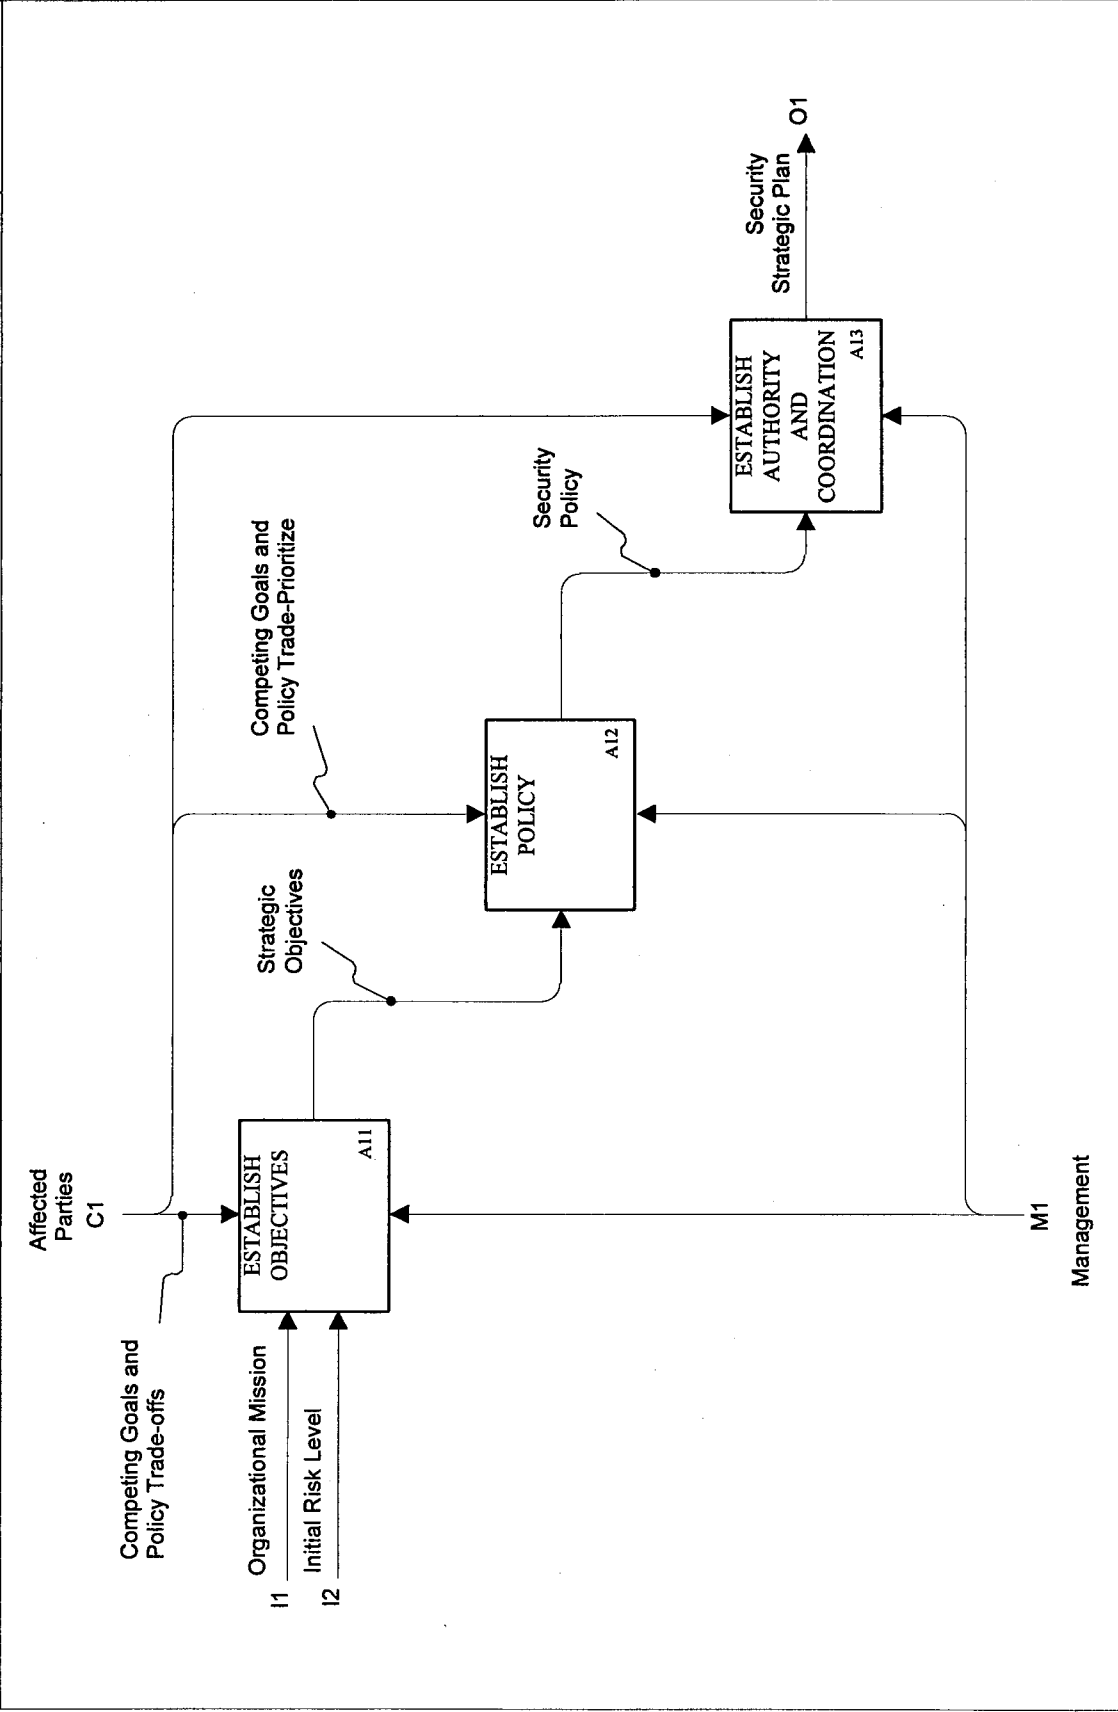 Affected
Parties
C1
Competing Goals and
Policy Trade-offs
Competing Goals and
Policy Trade-Prioritize
I1
Organizational Mission
I2
Initial Risk Level
ESTABLISH
OBJECTIVES
A11
Strategic
Objectives
ESTABLISH
POLICY
A12
Security
Policy
ESTABLISH
AUTHORITY
AND
COORDINATION
A13
Security
Strategic Plan
O1
M1
Management